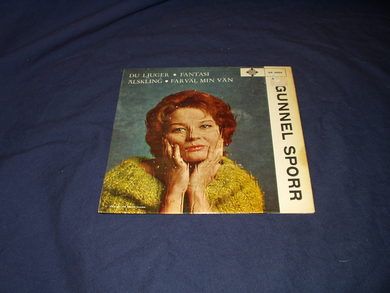 DU LJUGER • FANTASI
ÄLSKLING • FARVÄL MIN VÄN
GUNNEL SPORR